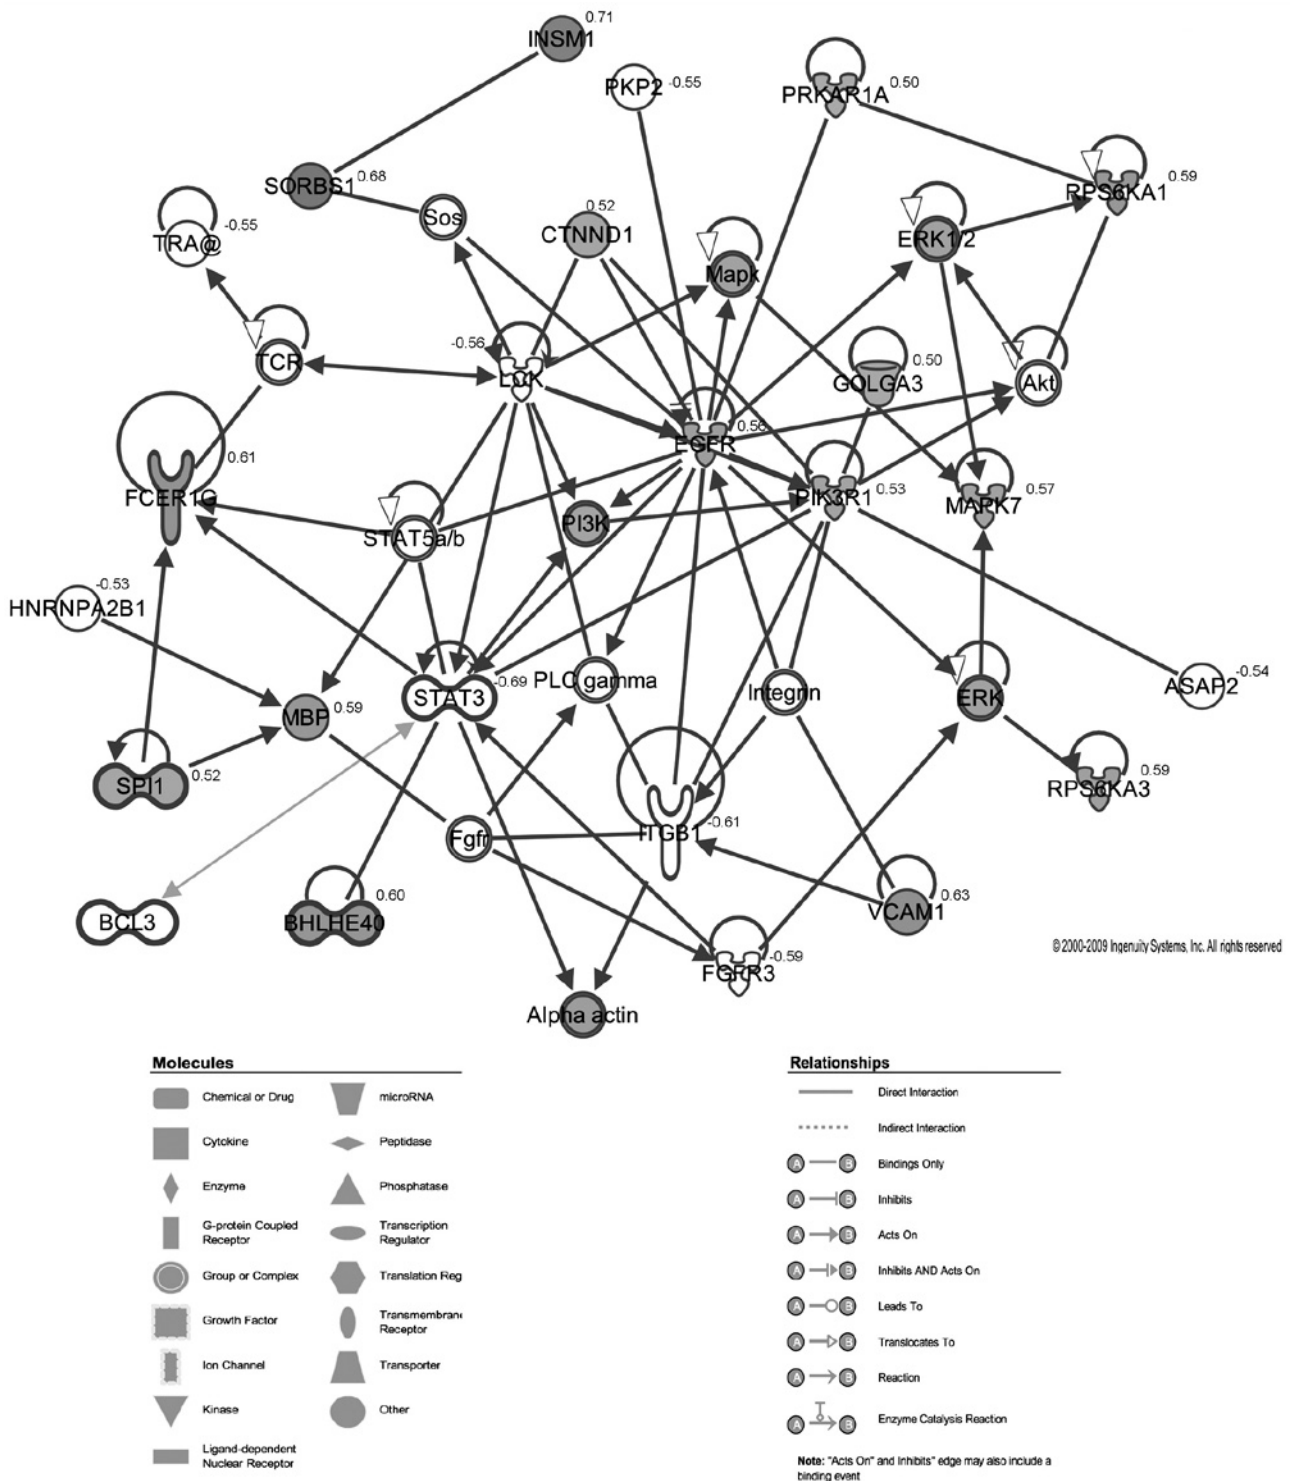 0.71
INSM1
PKP2 -0.55
0.50
PRKAR1A
SORBS1 0.68
0.59
RPS6KA1
Sos
0.52
CTNND1
-0.55
TRA@
ERK1/2
Mapk
TCR
-0.56
LCK
0.50
GOLGA3
Akt
0.56
EGFR
0.61
FCER1G
PIK3R1 0.53
0.57
MAPK7
PI3K
STAT5a/b
-0.53
HNRNPA2B1
STAT3 -0.69
PLC gamma
Integrin
ERK
-0.54
ASAP2
MBP 0.59
SPI1 0.52
0.59
RPS6KA3
Fgfr
ITGB1 -0.61
BCL3
0.60
BHLHE40
0.63
VCAM1
FGFR3 -0.59
© 2000-2009 Ingenuity Systems, Inc. All rights reserved
Alpha actin
Molecules
Chemical or Drug
microRNA
Cytokine
Peptidase
Enzyme
Phosphatase
G-protein Coupled
Receptor
Transcription
Regulator
Group or Complex
Translation Reg
Growth Factor
Transmembrane
Receptor
Ion Channel
Transporter
Kinase
Other
Ligand-dependent
Nuclear Receptor
Relationships
Direct Interaction
Indirect Interaction
A B Bindings Only
A B Inhibits
A B Acts On
A B Inhibits AND Acts On
A B Leads To
A B Translocates To
A B Reaction
A B Enzyme Catalysis Reaction
Note: "Acts On" and Inhibits" edge may also include a
binding event